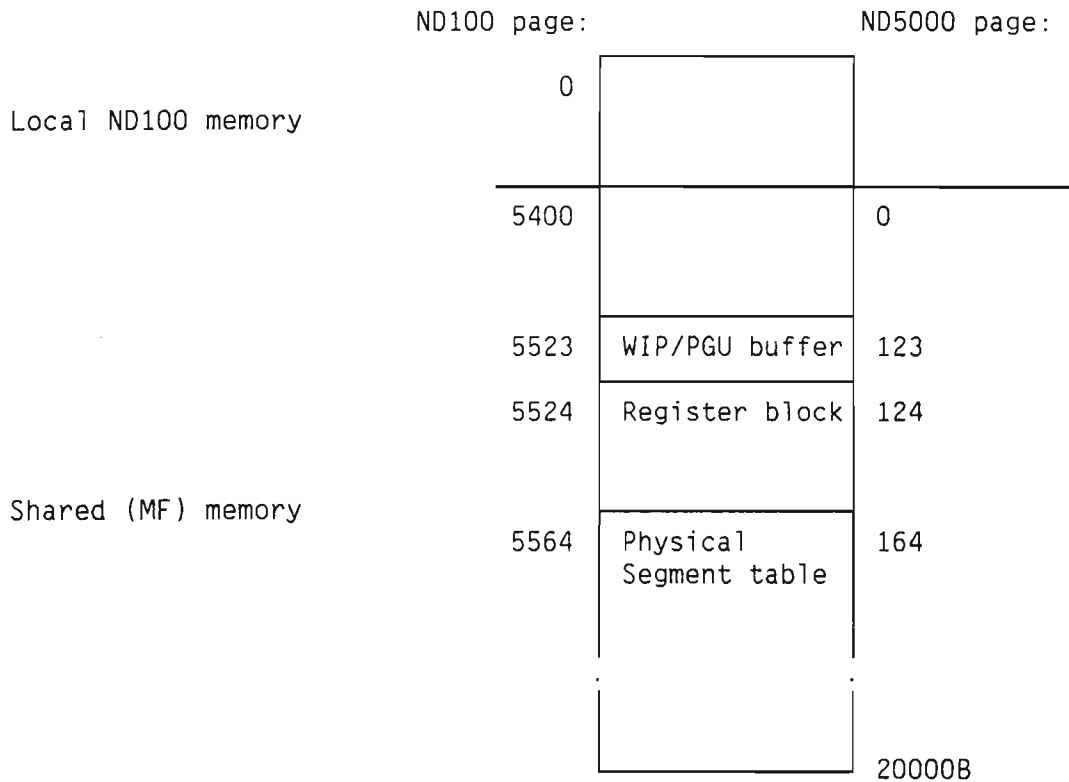 ND100 page: ND5000 page:
0
Local ND100 memory
5400 0
5523 WIP/PGU buffer 123
5524 Register block 124
Shared (MF) memory
5564 Physical 164
Segment table
. .
20000B